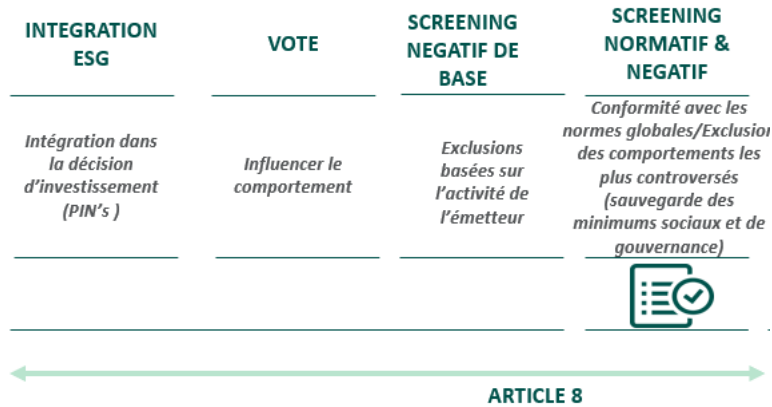 INTEGRATION
ESG
VOTE
SCREENING
NEGATIF DE
BASE
SCREENING
NORMATIF &
NEGATIF
Intégration dans
la décision
d'investissement
(PIN's )
Influencer le
comportement
Exclusions
basées sur
l'activité de
l'émetteur
Conformité avec les
normes globales/Exclusion
des comportements les
plus controversés
(sauvegarde des
minimums sociaux et de
gouvernance)
ARTICLE 8